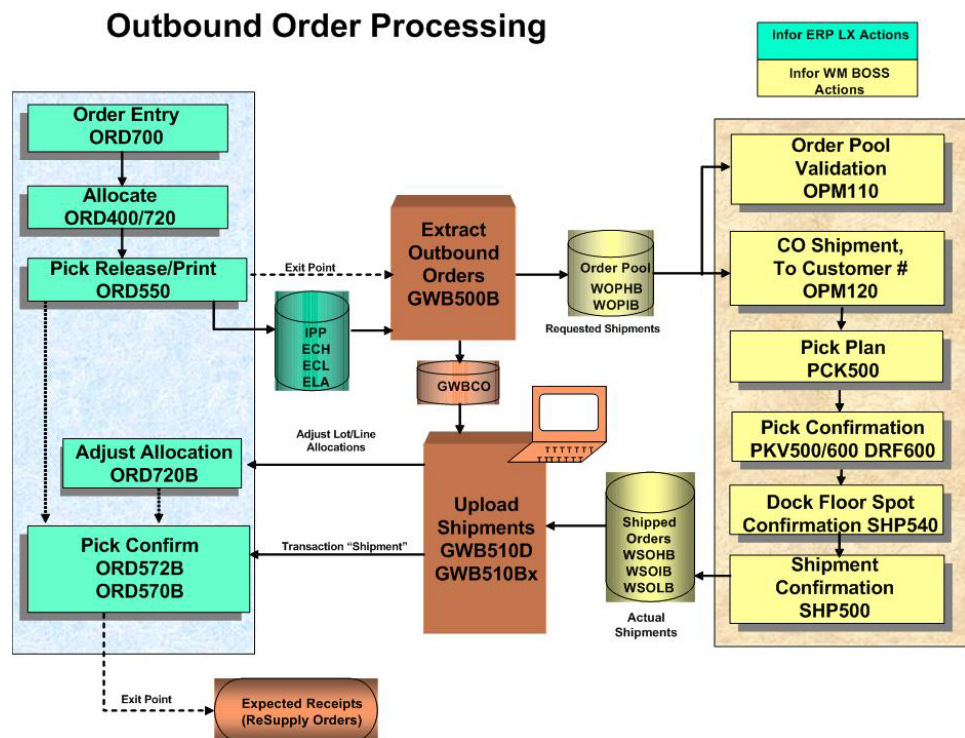 Outbound Order Processing
Infor ERP LX Actions
Infor WM BOSS
Actions
Order Entry
ORD700
Allocate
ORD400/720
Pick Release/Print
ORD550
Exit Point
IPP
ECH
ECL
ELA
Extract
Outbound
Orders
GWB500B
Order Pool
WOPHB
WOPIB
Requested Shipments
GWBCO
Order Pool
Validation
OPM110
CO Shipment,
To Customer #
OPM120
Pick Plan
PCK500
Pick Confirmation
PKV500/600 DRF600
Dock Floor Spot
Confirmation SHP540
Shipment
Confirmation
SHP500
Shipped
Orders
WSOHB
WSOIB
WSOLB
Actual
Shipments
Upload
Shipments
GWB510D
GWB510Bx
Adjust Lot/Line
Allocations
Adjust Allocation
ORD720B
Transaction “Shipment”
Pick Confirm
ORD572B
ORD570B
Exit Point
Expected Receipts
(ReSupply Orders)